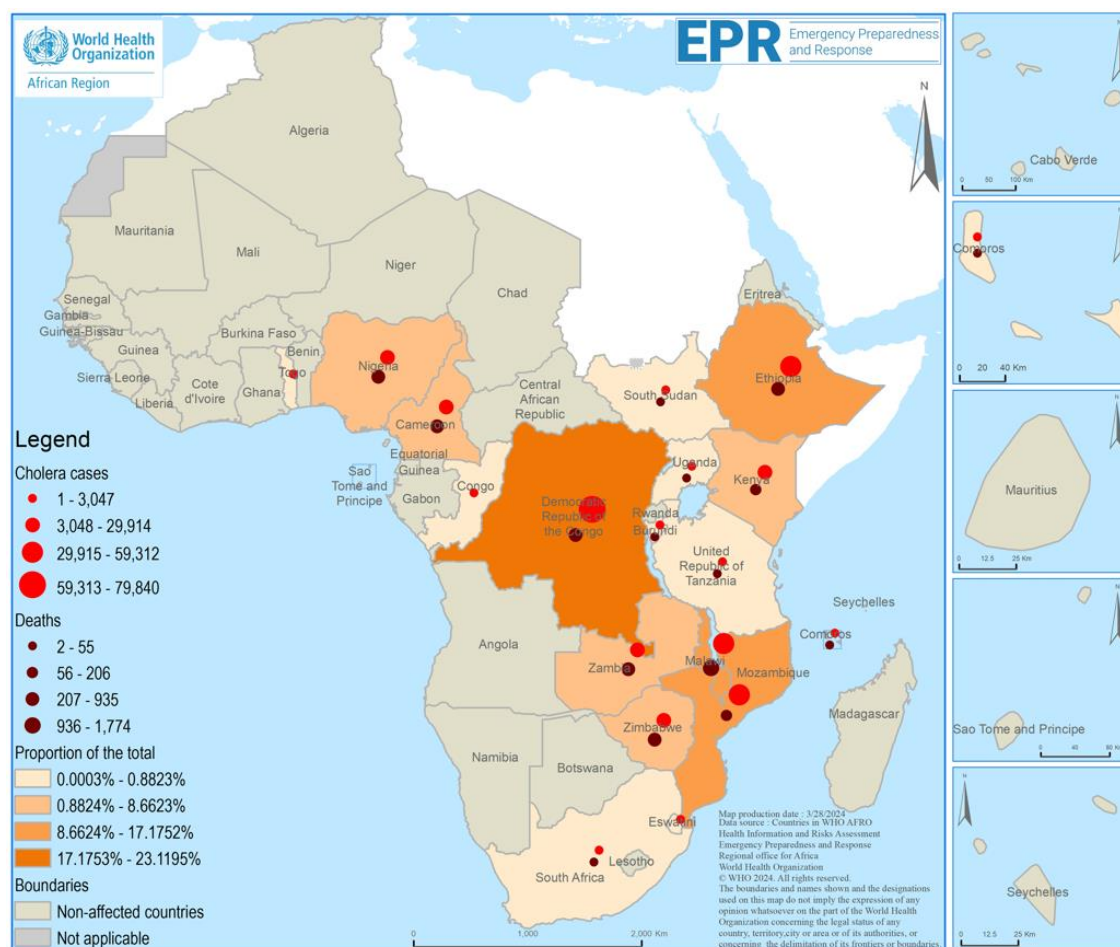 World Health
Organization
African Region
EPR
Emergency Preparedness
and Response
N
Algeria
Mauritania
Mali
Niger
Chad
Eritrea
Senegal
Gambia
Guinea-Bissau
Guinea
Sierra Leone
Liberia
Cote
d'Ivoire
Burkina Faso
Ghana
Togo
Benin
Nigeria
Cameroon
Central
African
Republic
South Sudan
Ethiopia
Equatorial
Guinea
Sao
Tome and
Principe
Gabon
Congo
Democratic
Republic of
the Congo
Uganda
Kenya
Rwanda
Burundi
United
Republic of
Tanzania
Seychelles
Comoros
Angola
Zambia
Malawi
Mozambique
Zimbabwe
Madagascar
Namibia
Botswana
Eswatini
Lesotho
South Africa
Legend
Cholera cases
1 - 3,047
3,048 - 29,914
29,915 - 59,312
59,313 - 79,840
Deaths
2 - 55
56 - 206
207 - 935
936 - 1,774
Proportion of the total
0.0003% - 0.8823%
0.8824% - 8.6623%
8.6624% - 17.1752%
17.1753% - 23.1195%
Boundaries
Non-affected countries
Not applicable
0 1,000 2,000 Km
Map production date : 3/28/2024
Data source : Countries in WHO AFRO
Health Information and Risks Assessment
Emergency Preparedness and Response
Regional office for Africa
World Health Organization
© WHO 2024. All rights reserved.
The boundaries and names shown and the designations
used on this map do not imply the expression of any
opinion whatsoever on the part of the World Health
Organization concerning the legal status of any
country, territory,city or area or of its authorities, or
concerning the delimitation of its frontiers or boundaries.
Cabo Verde
0 50 100 Km
Comoros
0 20 40 Km
Mauritius
0 12.5 25 Km
Sao Tome and Principe
0 40 80 Km
N
Seychelles
0 12.5 25 Km